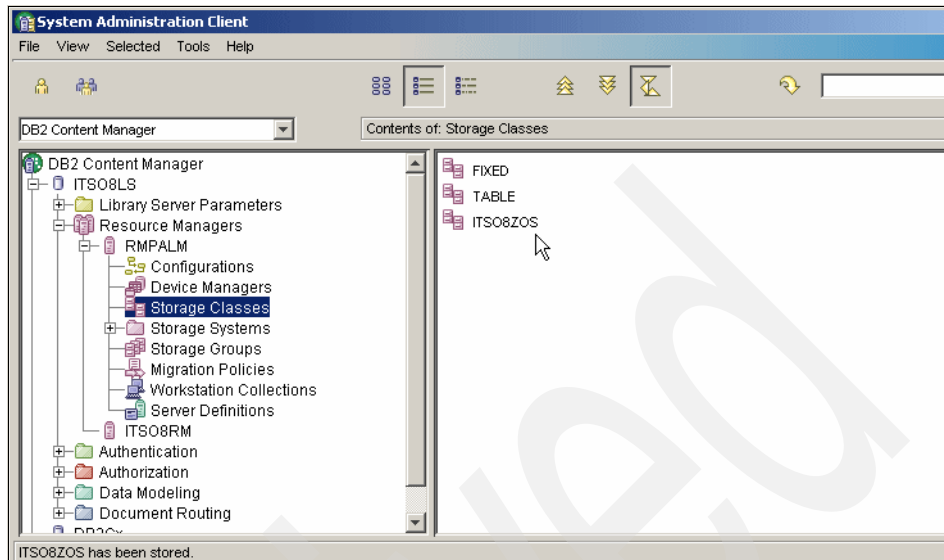 System Administration Client
File View Selected Tools Help
DB2 Content Manager
Contents of: Storage Classes
DB2 Content Manager
ITSO8LS
Library Server Parameters
Resource Managers
RMPALM
Configurations
Device Managers
Storage Classes
Storage Systems
Storage Groups
Migration Policies
Workstation Collections
Server Definitions
ITSO8RM
Authentication
Authorization
Data Modeling
Document Routing
FIXED
TABLE
ITSO8ZOS
ITSO8ZOS has been stored.